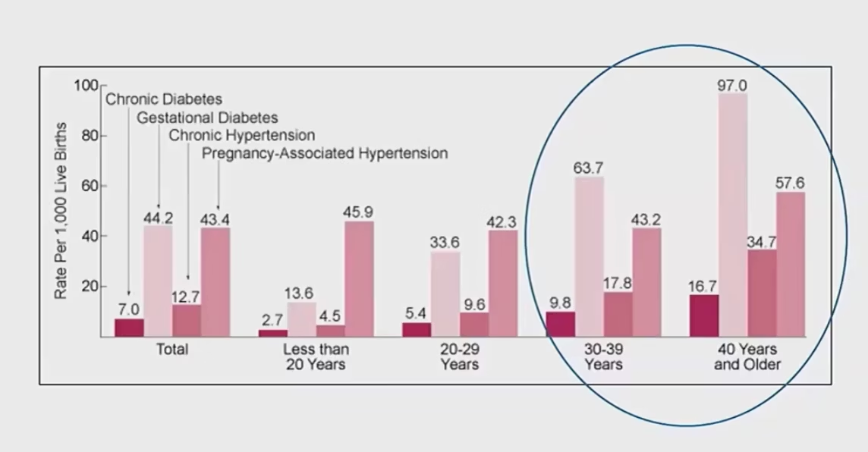 Rate Per 1,000 Live Births
100
80
60
40
20
Chronic Diabetes
Gestational Diabetes
Chronic Hypertension
Pregnancy-Associated Hypertension
7.0
44.2
12.7
43.4
2.7
13.6
4.5
45.9
5.4
33.6
9.6
42.3
9.8
63.7
17.8
43.2
16.7
97.0
34.7
57.6
Total
Less than
20 Years
20-29
Years
30-39
Years
40 Years
and Older